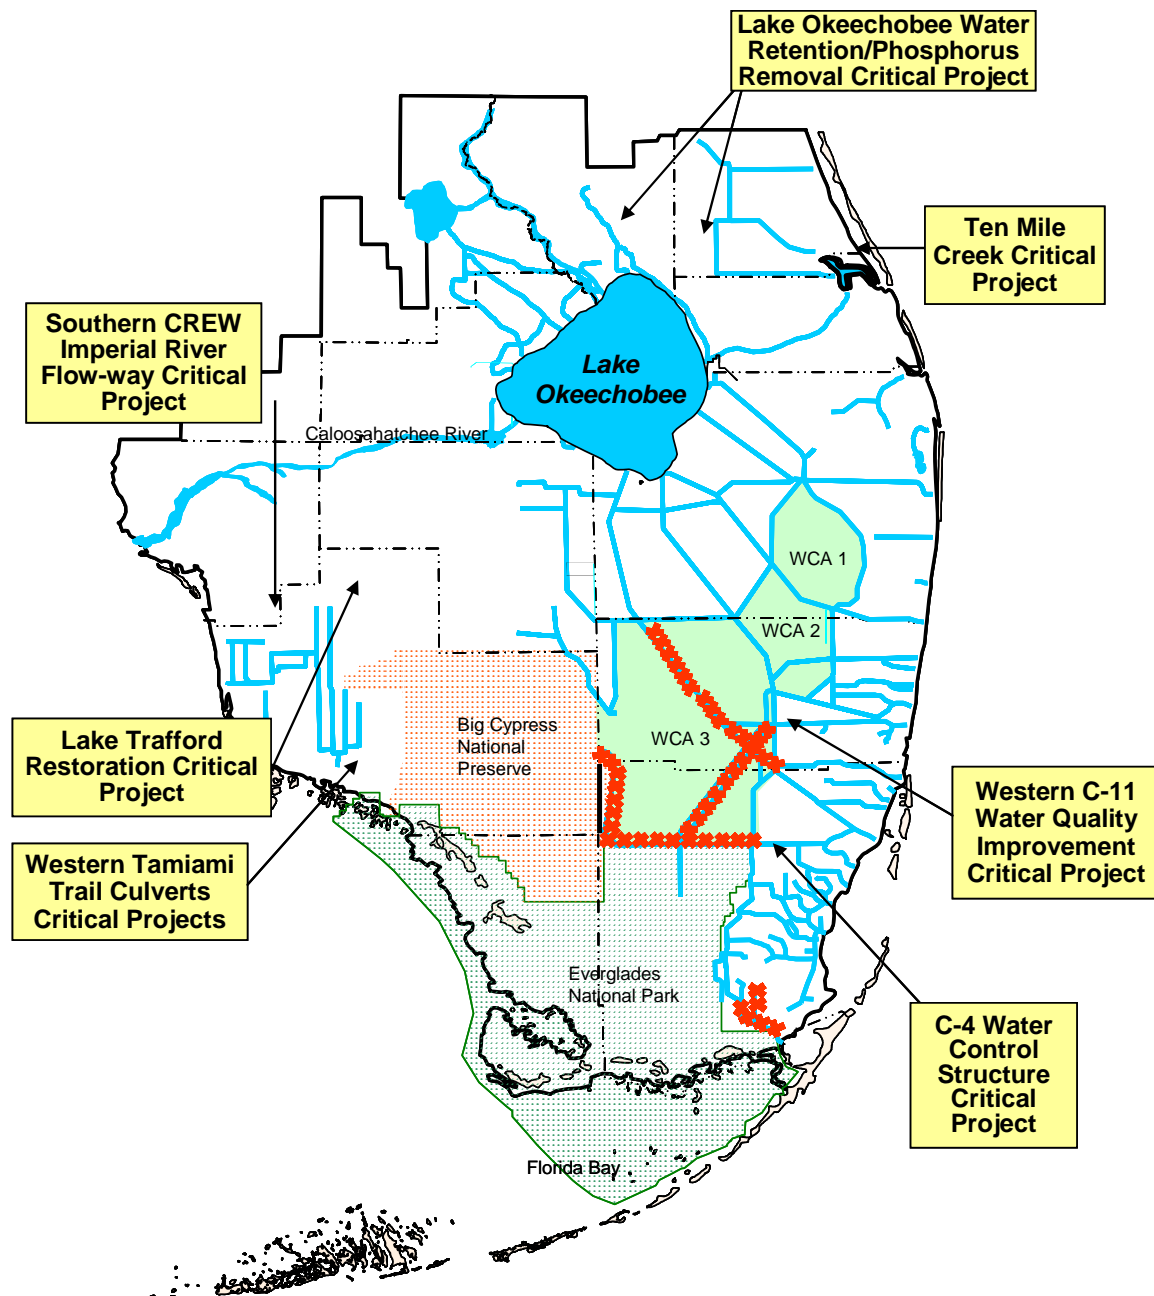 Lake Okeechobee Water
Retention/Phosphorus
Removal Critical Project
Ten Mile
Creek Critical
Project
Southern CREW
Imperial River
Flow-way Critical
Project
Lake
Okeechobee
Caloosahatchee River
WCA 1
WCA 2
WCA 3
Big Cypress
National
Preserve
Lake Trafford
Restoration Critical
Project
Western C-11
Water Quality
Improvement
Critical Project
Western Tamiami
Trail Culverts
Critical Projects
Everglades
National Park
C-4 Water
Control
Structure
Critical
Project
Florida Bay